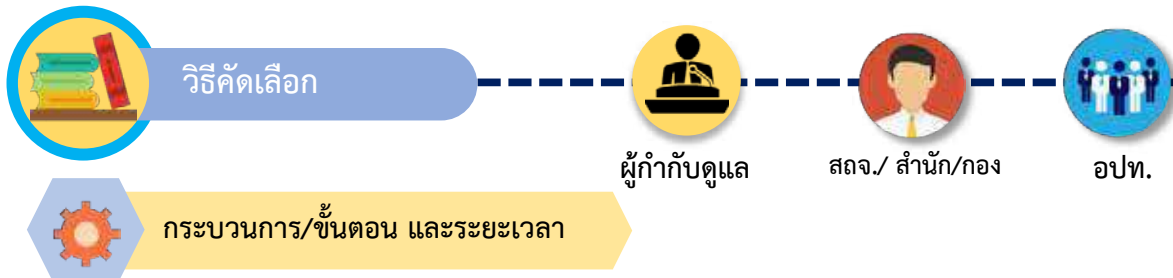 วิธีคัดเลือก
ผู้กำกับดูแล
สถจ./ สำนัก/กอง
อปท.
กระบวนการ/ขั้นตอน และระยะเวลา